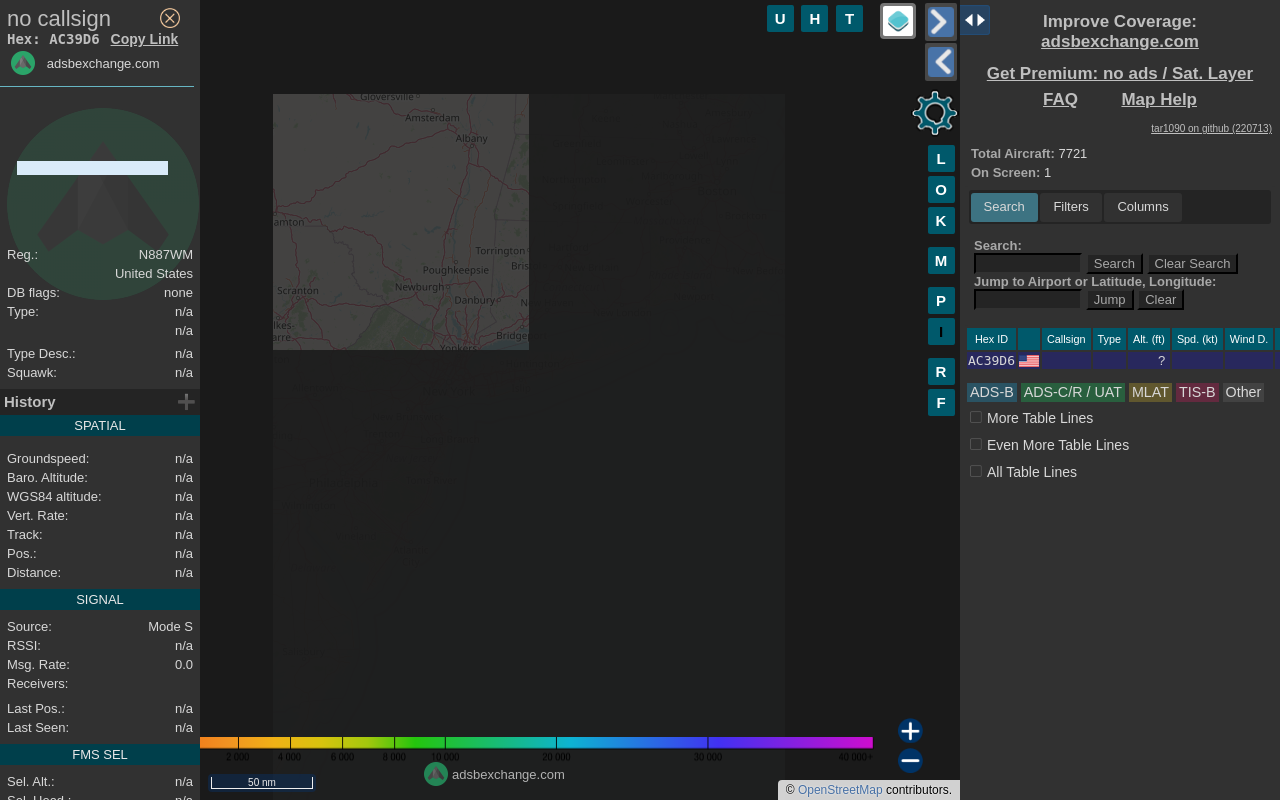 no callsign
Hex: AC39D6 Copy Link
adsbexchange.com
Reg.: N887WM
United States
DB flags: none
Type: n/a
n/a
Type Desc.: n/a
Squawk: n/a
History
SPATIAL
Groundspeed: n/a
Baro. Altitude: n/a
WGS84 altitude: n/a
Vert. Rate: n/a
Track: n/a
Pos.: n/a
Distance: n/a
SIGNAL
Source: Mode S
RSSI: n/a
Msg. Rate: 0.0
Receivers:
Last Pos.: n/a
Last Seen: n/a
FMS SEL
Sel. Alt.: n/a
Sel. Head.: n/a
U H T
Gloversville
Amsterdam
Albany
amton
Torrington
Poughkeepsie
Newburgh
Scranton
Danbury
lkes-
arre
Bridgep
Yonkers
L
O
K
M
P
I
R
F
2 000 4 000 6 000 8 000 10 000 20 000 30 000 40 000+
50 nm
adsbexchange.com
© OpenStreetMap contributors.
Improve Coverage:
adsbexchange.com
Get Premium: no ads / Sat. Layer
FAQ Map Help
tar1090 on github (220713)
Total Aircraft: 7721
On Screen: 1
Search Filters Columns
Search:
Search Clear Search
Jump to Airport or Latitude, Longitude:
Jump Clear
Hex ID Callsign Type Alt. (ft) Spd. (kt) Wind D.
AC39D6 ?
ADS-B ADS-C/R / UAT MLAT TIS-B Other
More Table Lines
Even More Table Lines
All Table Lines